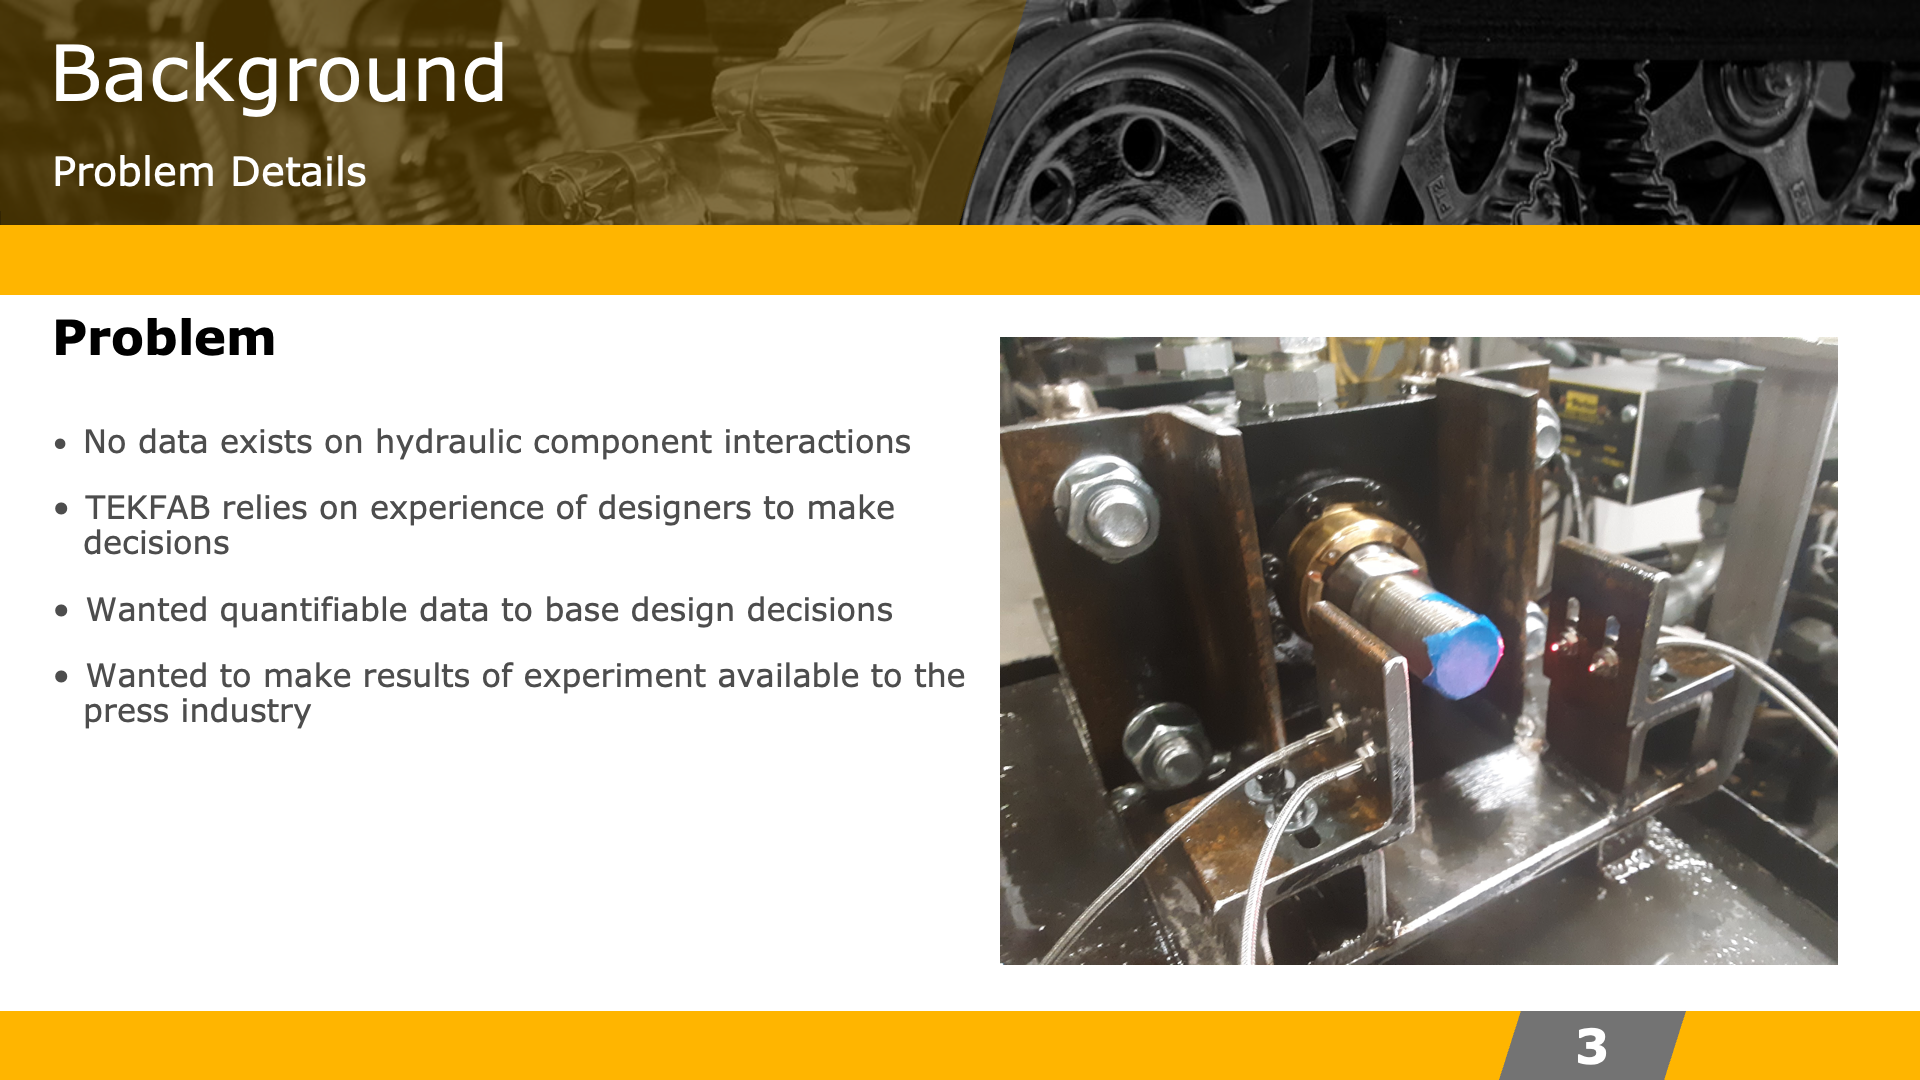 Background
Problem Details
Problem
• No data exists on hydraulic component interactions
• TEKFAB relies on experience of designers to make
decisions
• Wanted quantifiable data to base design decisions
• Wanted to make results of experiment available to the
press industry
3